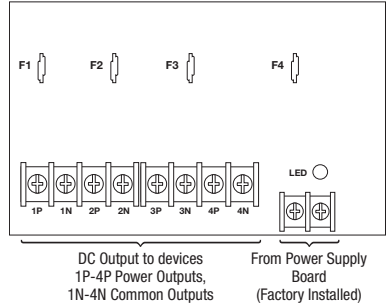 F1 F2 F3 F4
LED
1P 1N 2P 2N 3P 3N 4P 4N
DC Output to devices
1P-4P Power Outputs,
1N-4N Common Outputs
From Power Supply
Board
(Factory Installed)